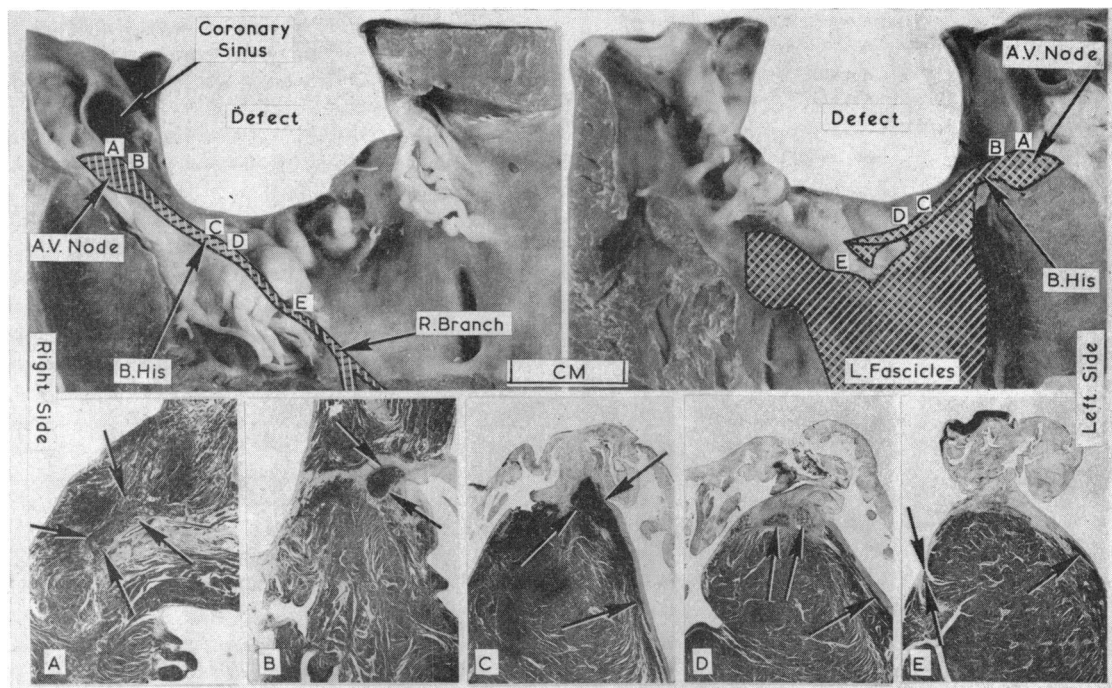 Coronary
Sinus
Defect
A
B
A.V. Node
C
D
E
R.Branch
B.His
Right Side
CM
Defect
A.V. Node
B
A
D
C
E
B.His
L.Fascicles
Left Side
A
B
C
D
E